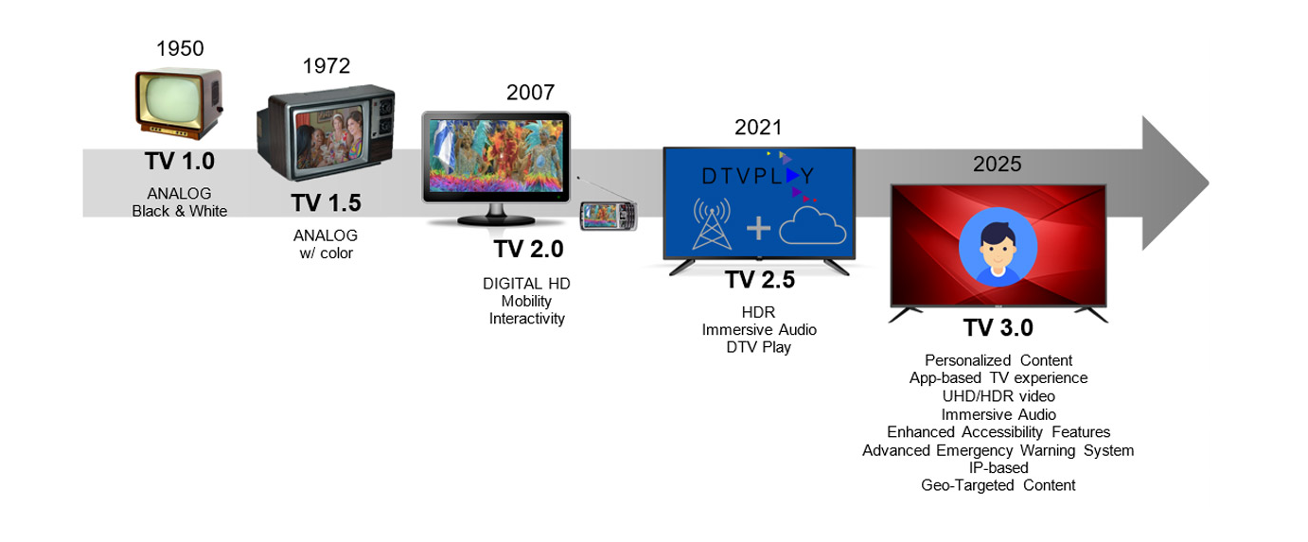 1950
TV 1.0
ANALOG
Black & White
1972
TV 1.5
ANALOG
w/ color
2007
TV 2.0
DIGITAL HD
Mobility
Interactivity
2021
DTVPLAY
TV 2.5
HDR
Immersive Audio
DTV Play
2025
TV 3.0
Personalized Content
App-based TV experience
UHD/HDR video
Immersive Audio
Enhanced Accessibility Features
Advanced Emergency Warning System
IP-based
Geo-Targeted Content